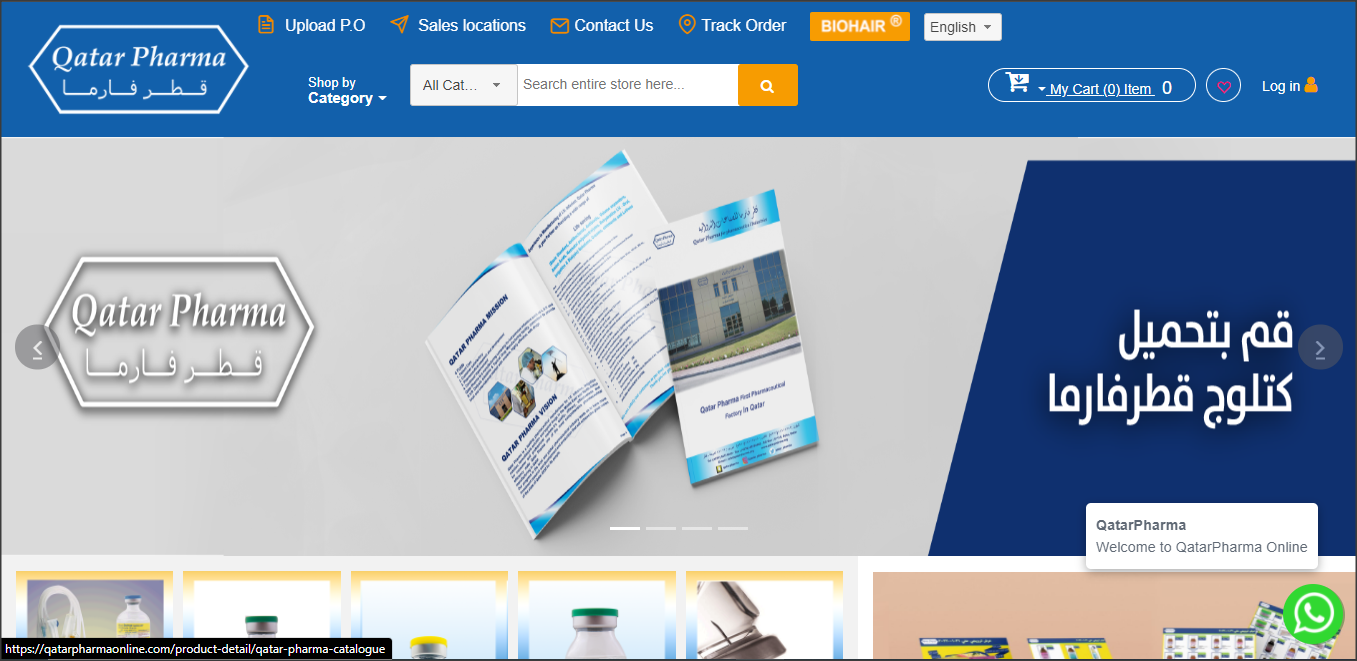 Qatar Pharma
قطر فارما
Upload P.O
Sales locations
Contact Us
Track Order
BIOHAIR ®
English
Shop by
Category
All Cat...
Search entire store here...
My Cart (0) Item 0
Log in
Qatar Pharma
قطر فارما
QATAR PHARMA MISSION
QATAR PHARMA VISION
Qatar Pharma First Pharmaceutical
Factory In Qatar
قم بتحميل
كتلوج قطرفارما
QatarPharma
Welcome to QatarPharma Online
https://qatarpharmaonline.com/product-detail/qatar-pharma-catalogue